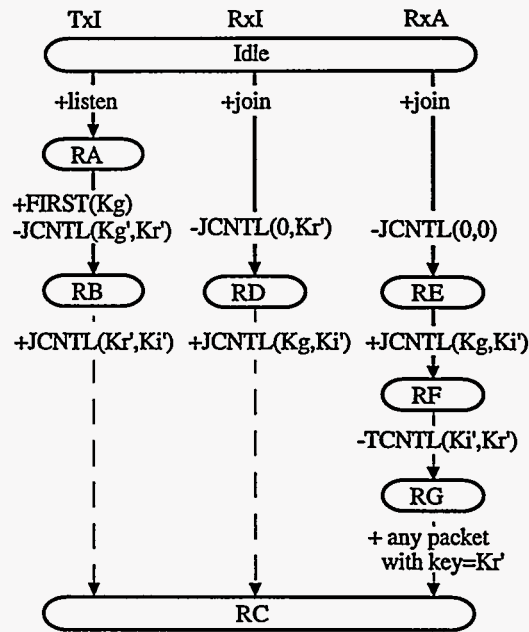 TxI RxI RxA
Idle
+listen +join +join
RA
+FIRST(Kg)
-JCNTL(Kg',Kr') -JCNTL(0,Kr') -JCNTL(0,0)
RB RD RE
+JCNTL(Kr',Ki') +JCNTL(Kg,Ki') +JCNTL(Kg,Ki')
RF
-TCNTL(Ki',Kr')
RG
+ any packet
with key=Kr'
RC